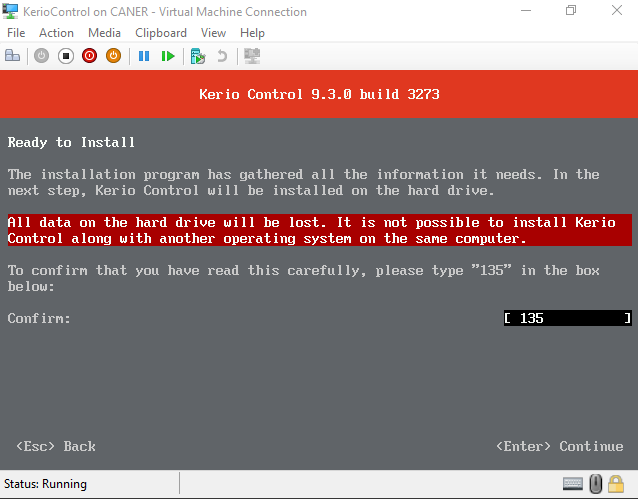 KerioControl on CANER - Virtual Machine Connection
File Action Media Clipboard View Help
Kerio Control 9.3.0 build 3273
Ready to Install
The installation program has gathered all the information it needs. In the
next step, Kerio Control will be installed on the hard drive.
All data on the hard drive will be lost. It is not possible to install Kerio
Control along with another operating system on the same computer.
To confirm that you have read this carefully, please type "135" in the box
below:
Confirm: [ 135 ]
<Esc> Back <Enter> Continue
Status: Running